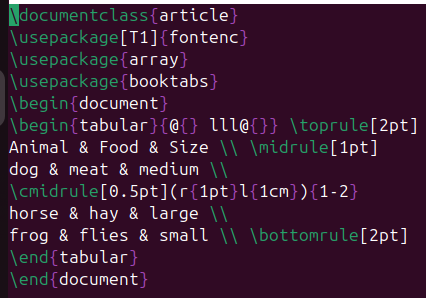 \documentclass{article}
\usepackage[T1]{fontenc}
\usepackage{array}
\usepackage{booktabs}
\begin{document}
\begin{tabular}{@{} lll@{}} \toprule[2pt]
Animal & Food & Size \\ \midrule[1pt]
dog & meat & medium \\
\cmidrule[0.5pt](r{1pt}l{1cm}){1-2}
horse & hay & large \\
frog & flies & small \\ \bottomrule[2pt]
\end{tabular}
\end{document}